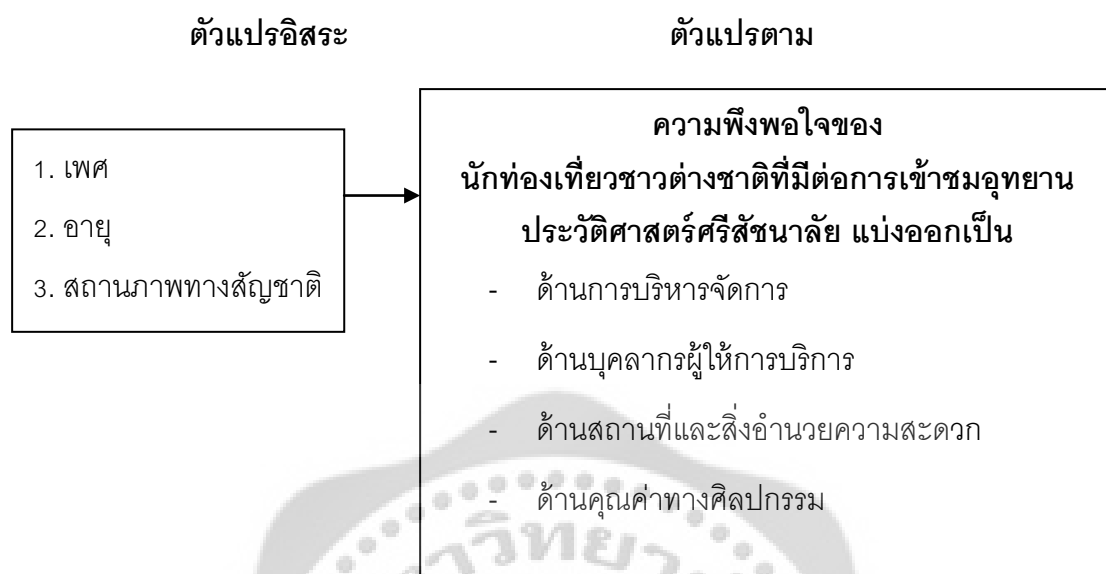 ตัวแปรอิสระ ตัวแปรตาม
1. เพศ
2. อายุ
3. สถานภาพทางสัญชาติ
ความพึงพอใจของ
นักท่องเที่ยวชาวต่างชาติที่มีต่อการเข้าชมอุทยาน
ประวัติศาสตร์ศรีสัชนาลัย แบ่งออกเป็น
- ด้านการบริหารจัดการ
- ด้านบุคลากรผู้ให้การบริการ
- ด้านสถานที่และสิ่งอำนวยความสะดวก
- ด้านคุณค่าทางศิลปกรรม